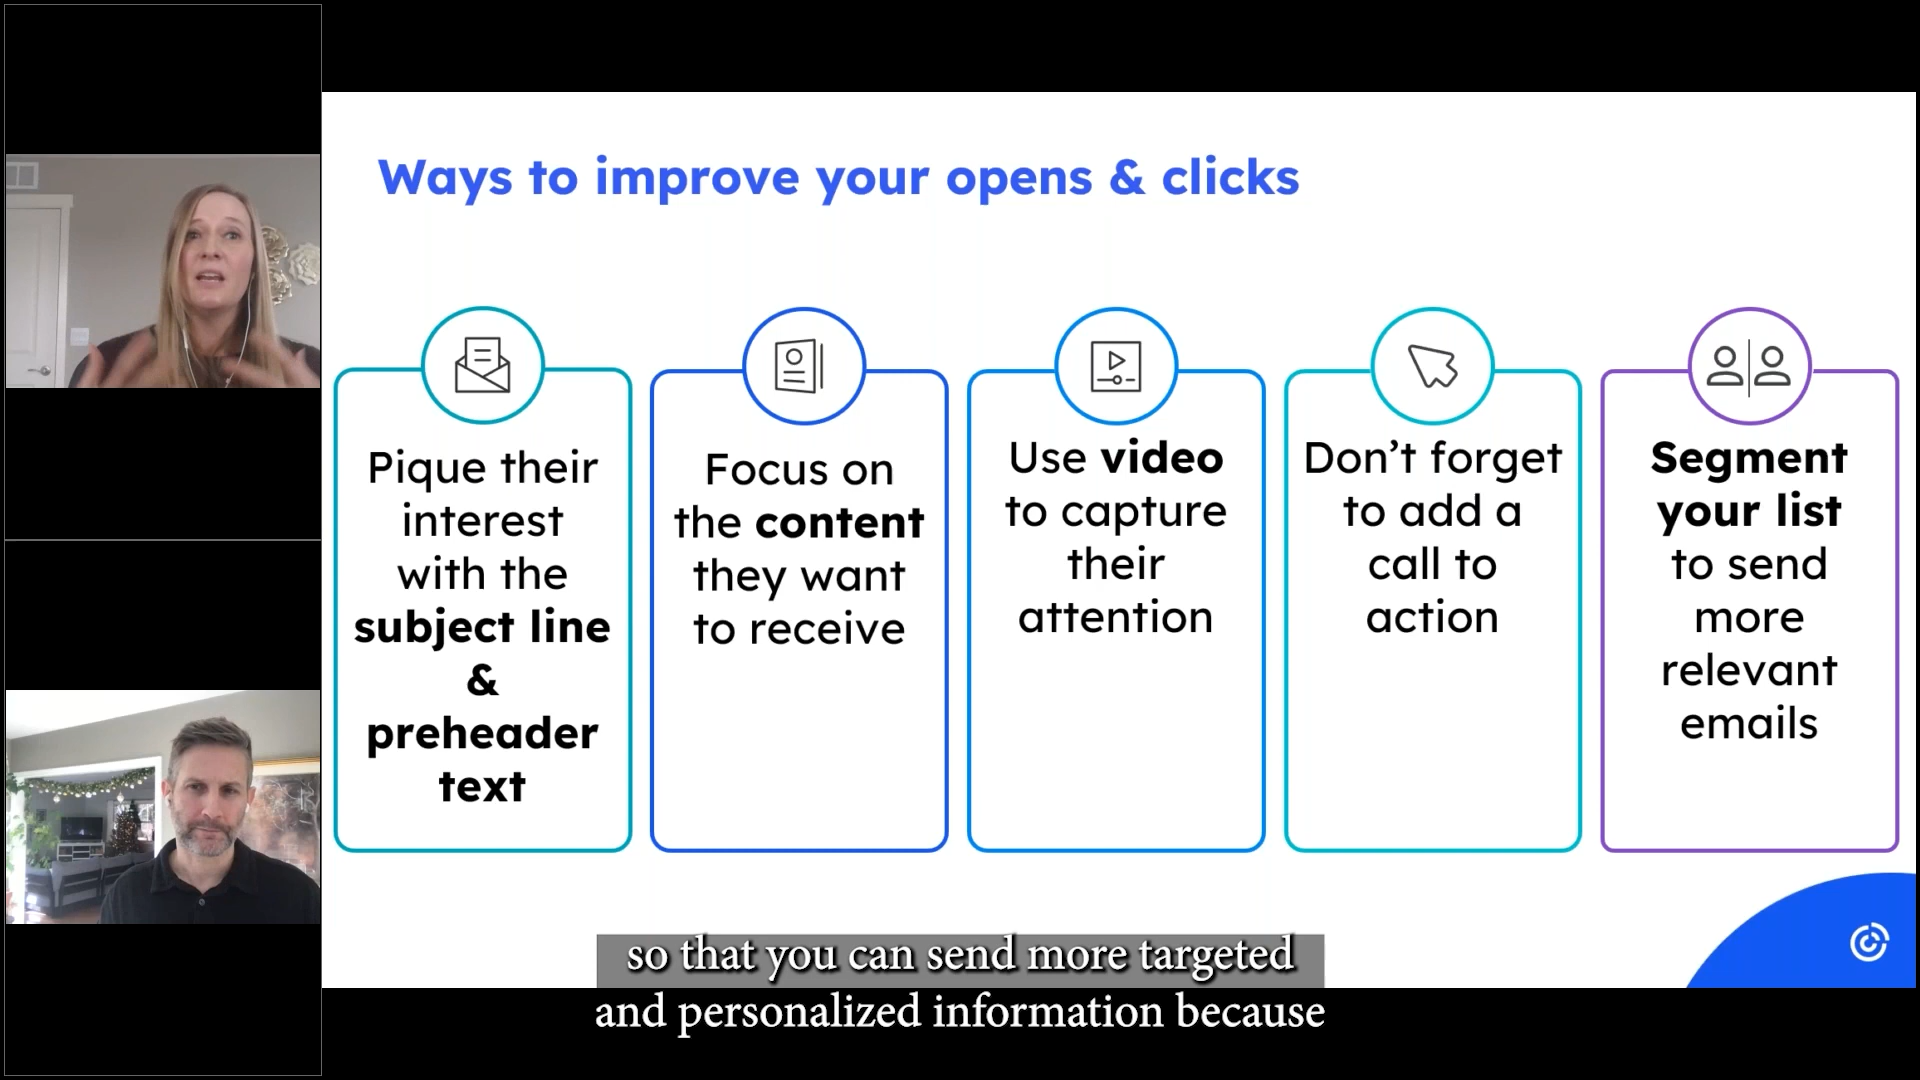 Ways to improve your opens & clicks
Pique their
interest
with the
subject line
&
preheader
text
Focus on
the content
they want
to receive
Use video
to capture
their
attention
Don’t forget
to add a
call to
action
Segment
your list
to send
more
relevant
emails
so that you can send more targeted
and personalized information because